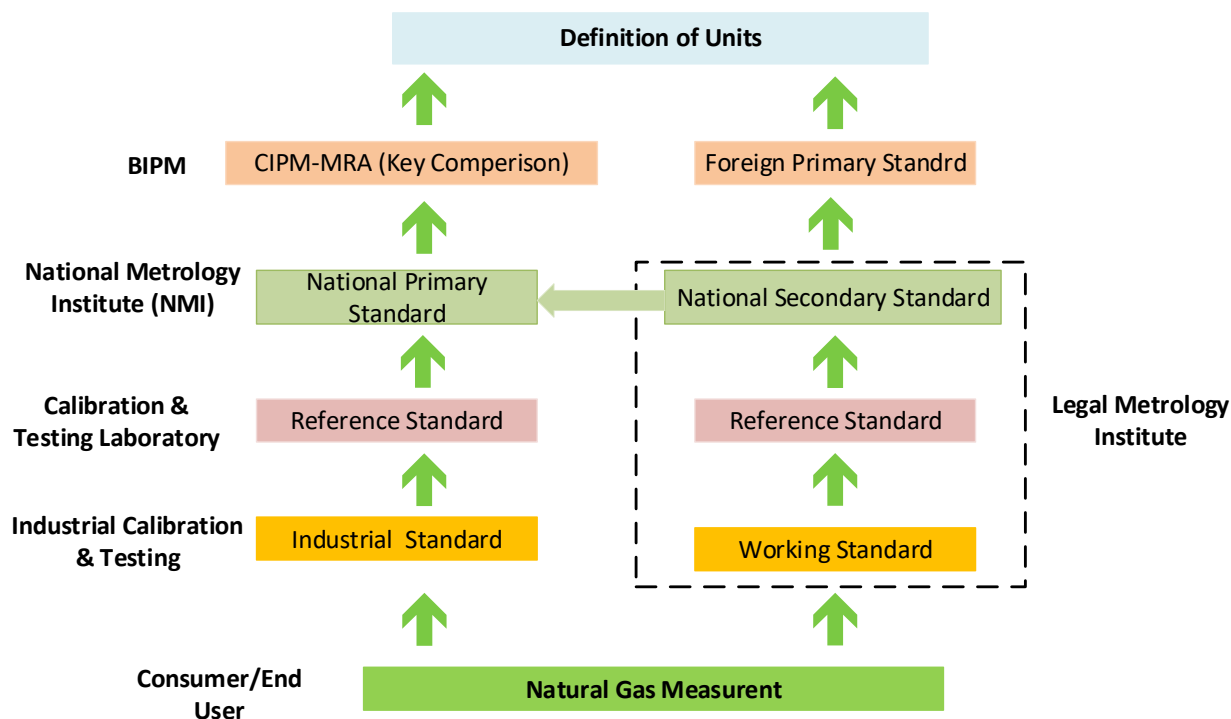 Definition of Units
BIPM
CIPM-MRA (Key Comparison)
Foreign Primary Standrd
National Metrology
Institute (NMI)
National Primary
Standard
National Secondary Standard
Calibration &
Testing Laboratory
Reference Standard
Reference Standard
Legal Metrology
Institute
Industrial Calibration
& Testing
Industrial Standard
Working Standard
Consumer/End
User
Natural Gas Measurent